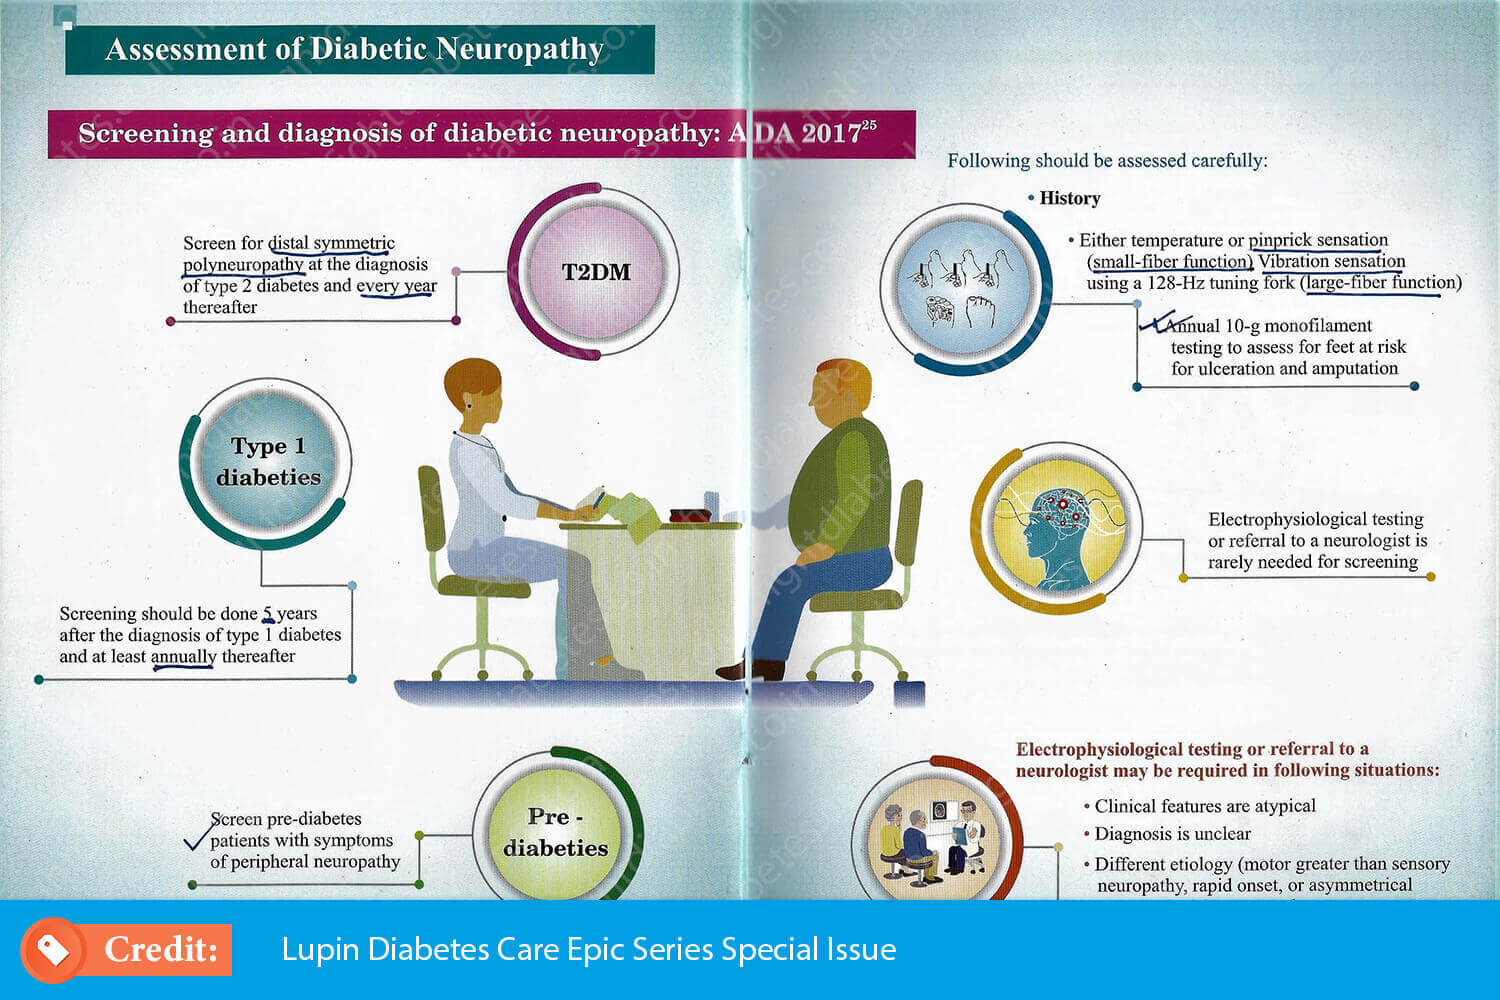 Assessment of Diabetic Neuropathy
Screening and diagnosis of diabetic neuropathy: ADA 2017²⁵
Screen for distal symmetric
polyneuropathy at the diagnosis
of type 2 diabetes and every year
thereafter
T2DM
Type 1
diabeties
Screening should be done 5 years
after the diagnosis of type 1 diabetes
and at least annually thereafter
Screen pre-diabetes
patients with symptoms
of peripheral neuropathy
Pre -
diabeties
Following should be assessed carefully:
• History
• Either temperature or pinprick sensation
(small-fiber function) Vibration sensation
using a 128-Hz tuning fork (large-fiber function)
Annual 10-g monofilament
testing to assess for feet at risk
for ulceration and amputation
Electrophysiological testing
or referral to a neurologist is
rarely needed for screening
Electrophysiological testing or referral to a
neurologist may be required in following situations:
• Clinical features are atypical
• Diagnosis is unclear
• Different etiology (motor greater than sensory
neuropathy, rapid onset, or asymmetrical
Credit:
Lupin Diabetes Care Epic Series Special Issue
fightdiabetes.co.in